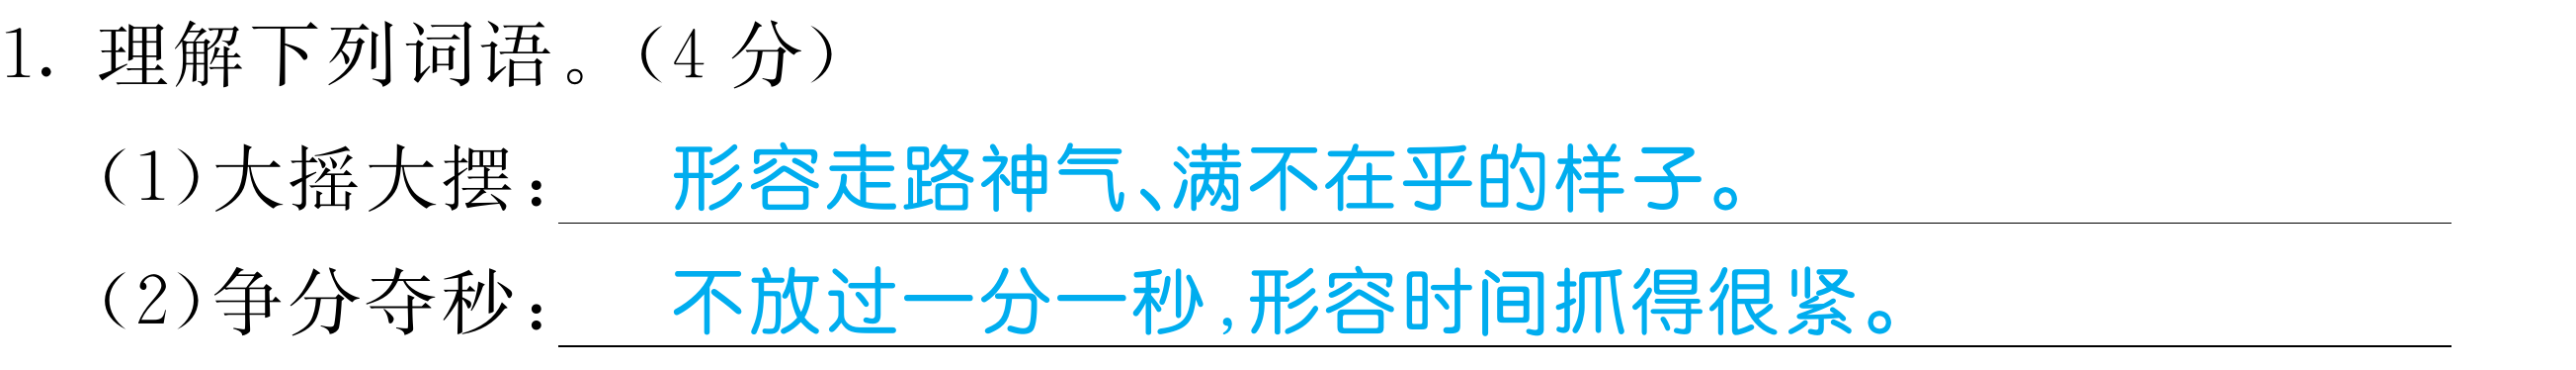 1. 理解下列词语。(4 分)
(1)大摇大摆：形容走路神气、满不在乎的样子。
(2)争分夺秒：不放过一分一秒,形容时间抓得很紧。